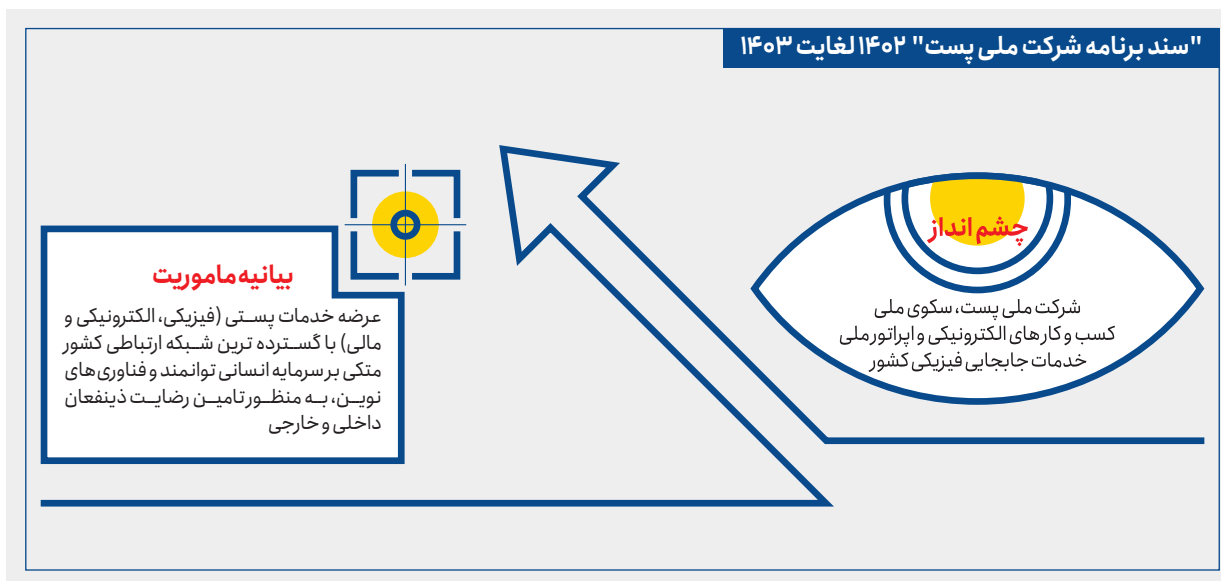 "سند برنامه شرکت ملی پست" ۱۴۰۲ لغایت ۱۴۰۳
چشم انداز
شرکت ملی پست، سکوی ملی
کسب و کارهای الکترونیکی و اپراتور ملی
خدمات جابجایی فیزیکی کشور
بیانیه ماموریت
عرضه خدمات پستی (فیزیکی، الکترونیکی و
مالی) با گسترده ترین شبکه ارتباطی کشور
متکی بر سرمایه انسانی توانمند و فناوری های
نوین، به منظور تامین رضایت ذینفعان
داخلی و خارجی